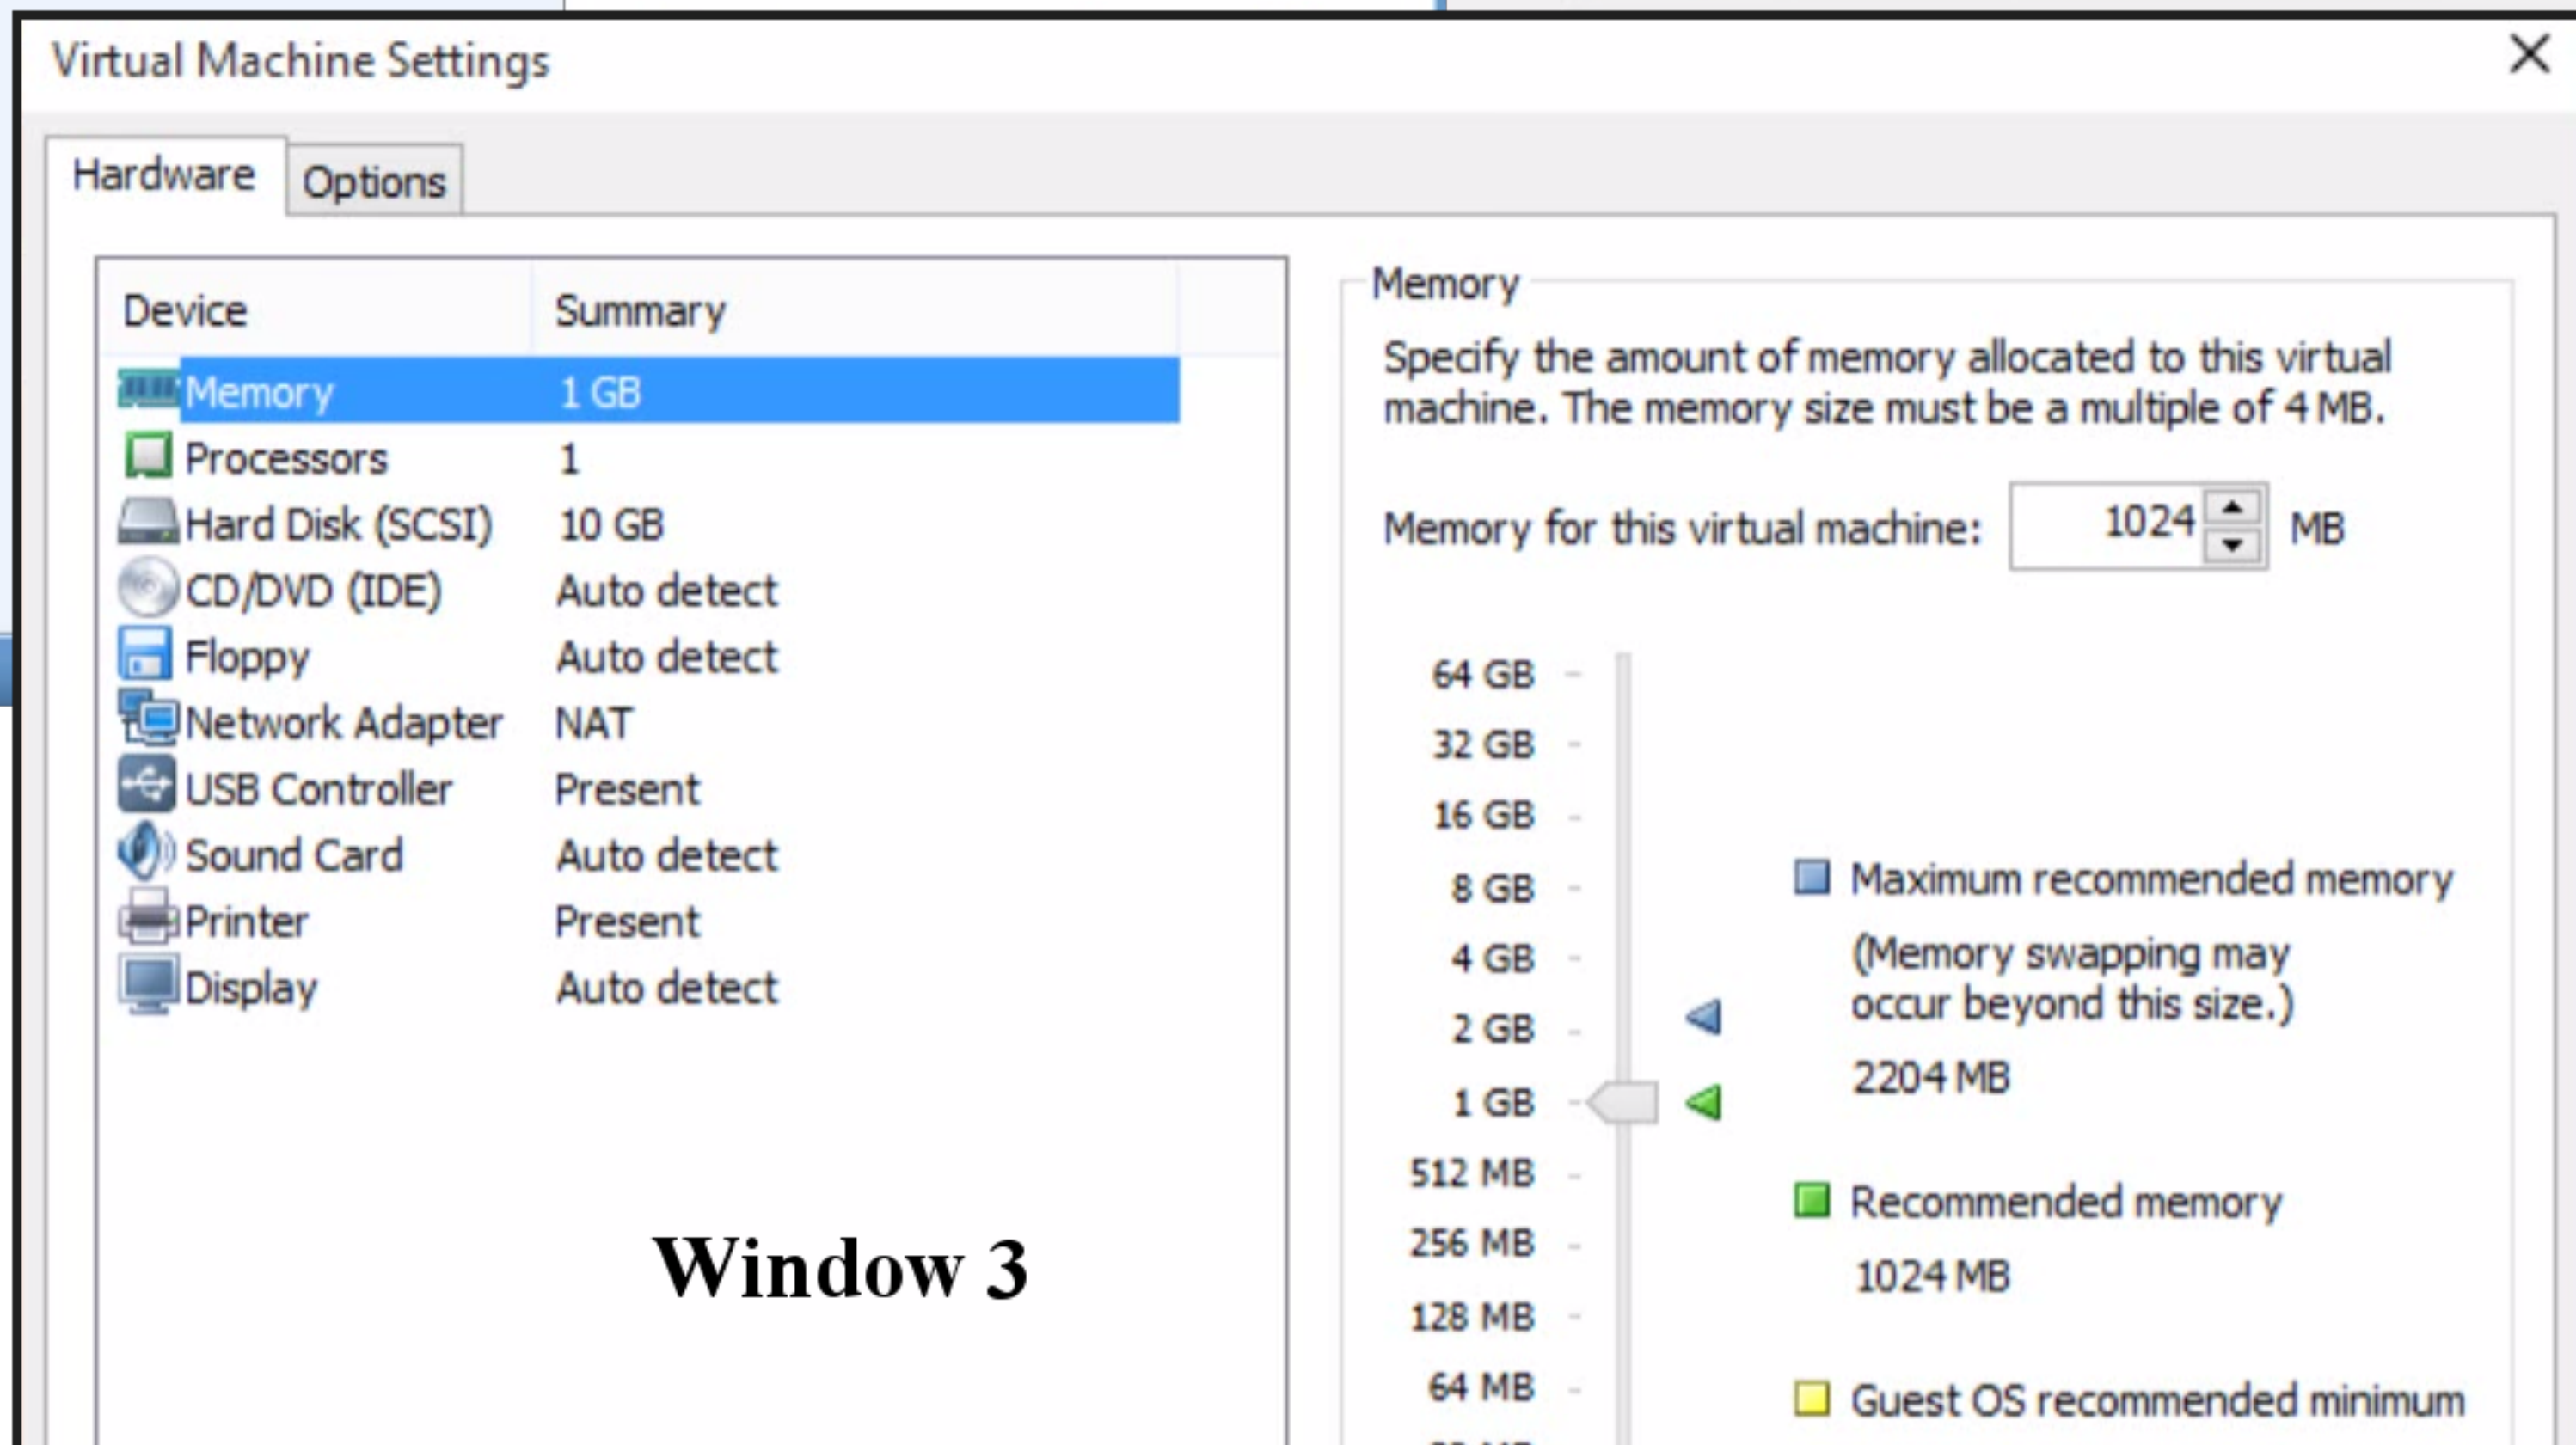 Virtual Machine Settings
Hardware
Options
Device Summary
Memory 1 GB
Processors 1
Hard Disk (SCSI) 10 GB
CD/DVD (IDE) Auto detect
Floppy Auto detect
Network Adapter NAT
USB Controller Present
Sound Card Auto detect
Printer Present
Display Auto detect
Window 3
Memory
Specify the amount of memory allocated to this virtual
machine. The memory size must be a multiple of 4 MB.
Memory for this virtual machine: 1024 MB
64 GB
32 GB
16 GB
8 GB
4 GB
2 GB
1 GB
512 MB
256 MB
128 MB
64 MB
Maximum recommended memory
(Memory swapping may
occur beyond this size.)
2204 MB
Recommended memory
1024 MB
Guest OS recommended minimum